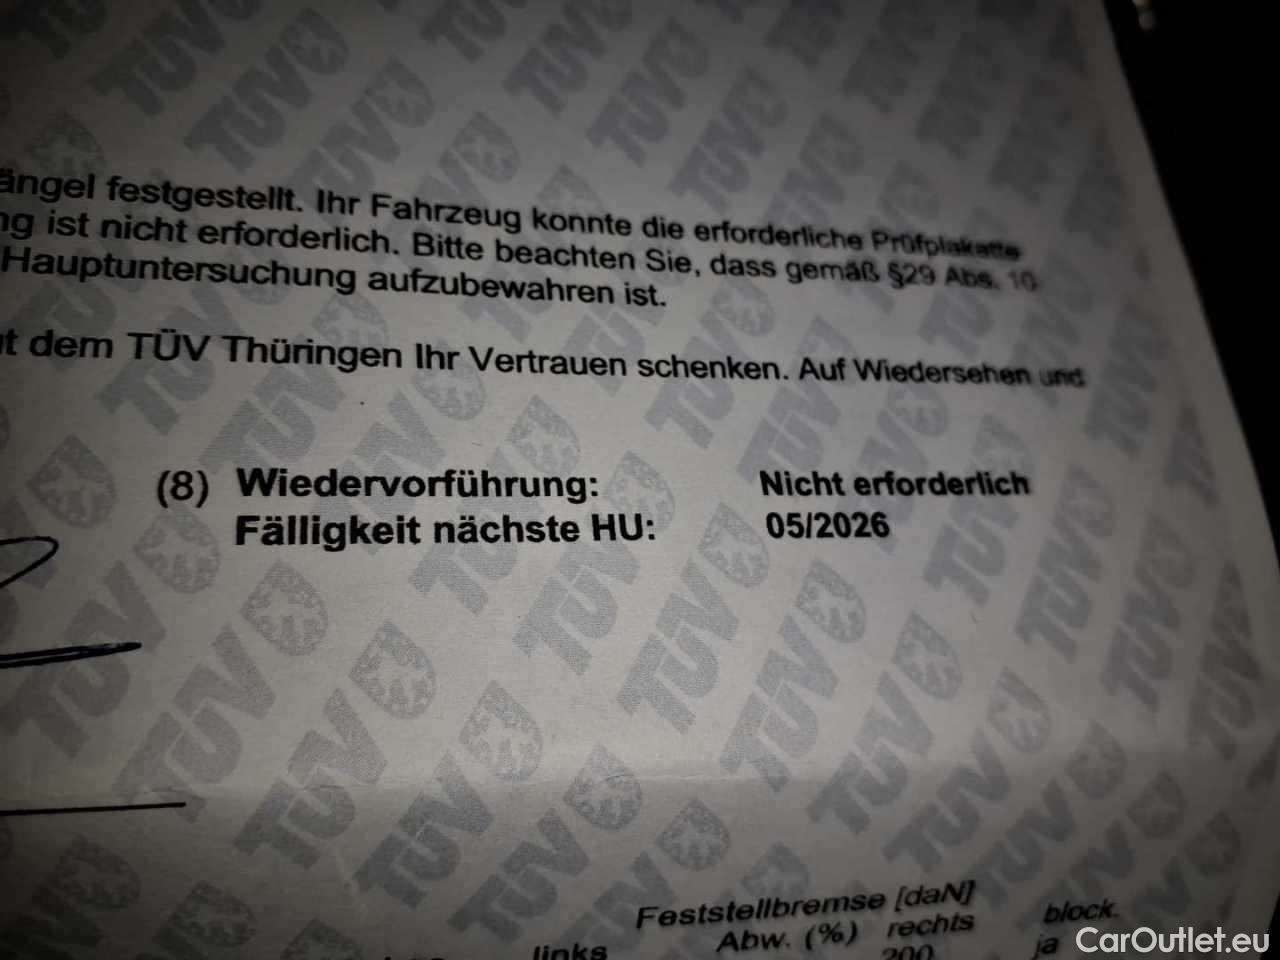 ängel festgestellt. Ihr Fahrzeug konnte die erforderliche Prüfplakette
ng ist nicht erforderlich. Bitte beachten Sie, dass gemäß §29 Abs. 10
Hauptuntersuchung aufzubewahren ist.
t dem TÜV Thüringen Ihr Vertrauen schenken. Auf Wiedersehen und
(8) Wiedervorführung: Nicht erforderlich
Fälligkeit nächste HU: 05/2026
Feststellbremse [daN]
Abw. (%) rechts block.
links 200 ja
CarOutlet.eu